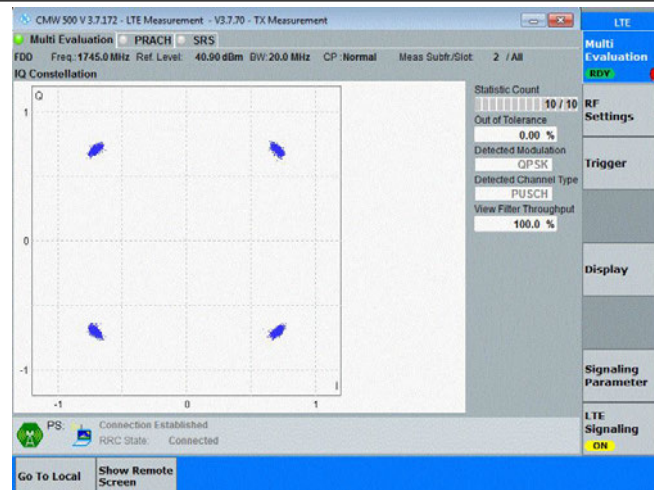 CMW 500 V 3.7.172 - LTE Measurement - V3.7.70 - TX Measurement
LTE
Multi Evaluation PRACH SRS
Multi Evaluation
RDY
FDD Freq.: 1745.0 MHz Ref. Level: 40.90 dBm BW: 20.0 MHz CP: Normal Meas Subfr./Slot: 2 / All
IQ Constellation
Q
1
0
-1
-1 0 1
I
Statistic Count
10 / 10
Out of Tolerance
0.00 %
Detected Modulation
QPSK
Detected Channel Type
PUSCH
View Filter Throughput
100.0 %
RF
Settings
Trigger
Display
Signaling
Parameter
LTE
Signaling
ON
PS: Connection Established
RRC State: Connected
Go To Local
Show Remote
Screen